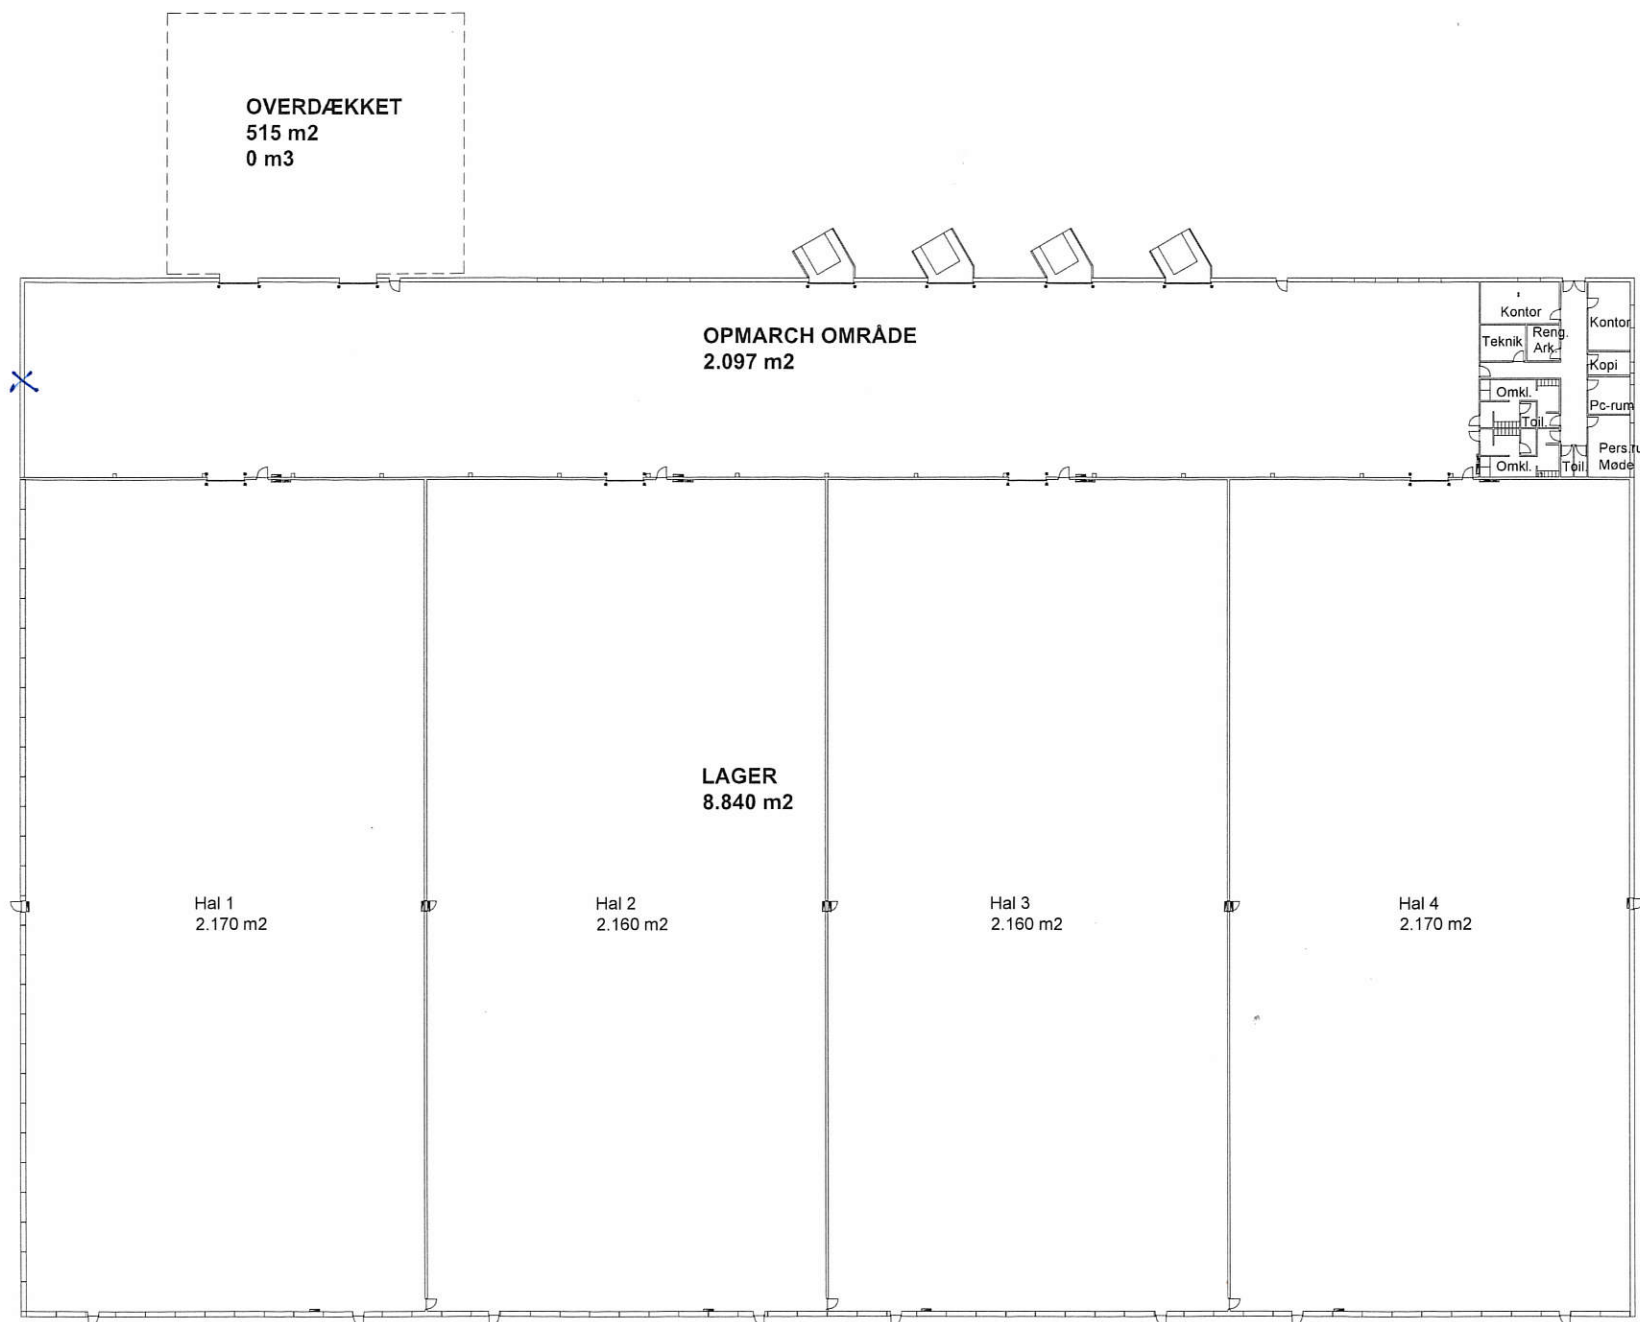 OVERDÆKKET
515 m2
0 m3
OPMARCH OMRÅDE
2.097 m2
Kontor
Teknik
Reng.
Ark.
Kontor
Kopi
Omkl.
Toil.
Pc-rum
Omkl.
Toil.
Pers.ru
Møde
LAGER
8.840 m2
Hal 1
2.170 m2
Hal 2
2.160 m2
Hal 3
2.160 m2
Hal 4
2.170 m2